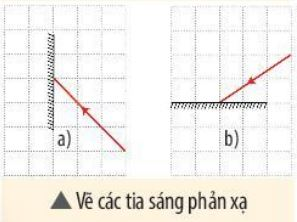 a)
b)
▲ Vẽ các tia sáng phản xạ